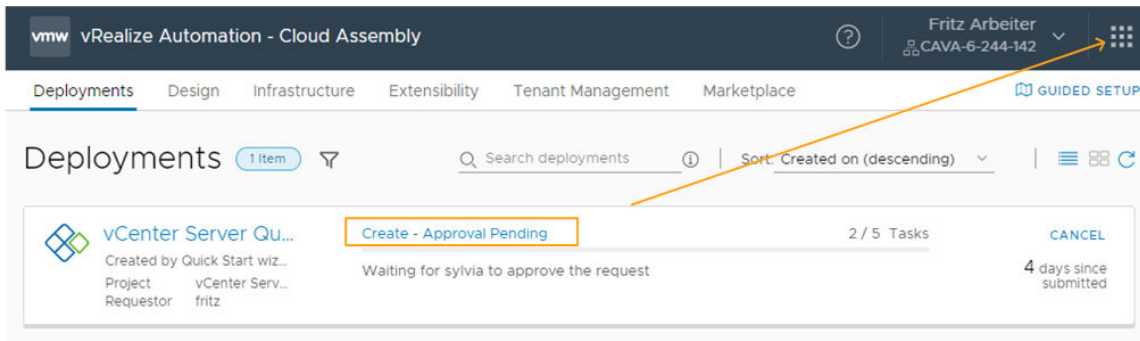 vmw vRealize Automation - Cloud Assembly
Fritz Arbeiter
CAVA-6-244-142
Deployments Design Infrastructure Extensibility Tenant Management Marketplace GUIDED SETUP
Deployments 1 Item Search deployments Sort: Created on (descending)
vCenter Server Qu... Create - Approval Pending 2 / 5 Tasks CANCEL
Created by Quick Start wiz... Waiting for sylvia to approve the request 4 days since
Project vCenter Serv... submitted
Requestor fritz